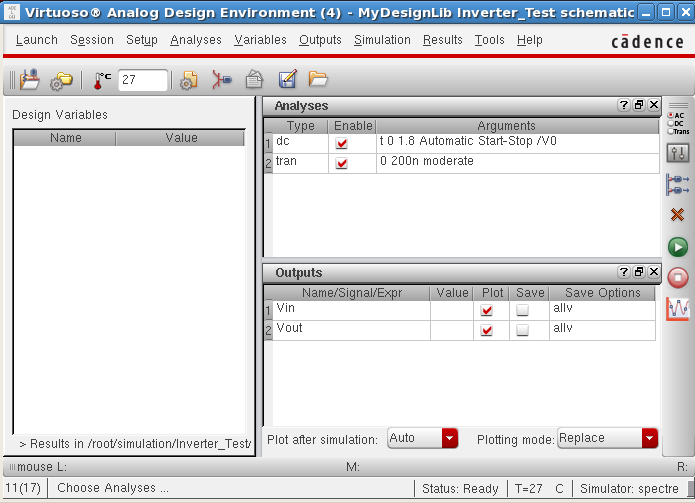 Virtuoso® Analog Design Environment (4) - MyDesignLib Inverter_Test schematic
Launch Session Setup Analyses Variables Outputs Simulation Results Tools Help
cādence
°C 27
Design Variables
Name Value
> Results in /root/simulation/Inverter_Test/
Analyses
Type Enable Arguments
1 dc t 0 1.8 Automatic Start-Stop /V0
2 tran 0 200n moderate
Outputs
Name/Signal/Expr Value Plot Save Save Options
1 Vin allv
2 Vout allv
Plot after simulation: Auto Plotting mode: Replace
AC
DC
Trans
mouse L: M: R:
11(17) Choose Analyses ... Status: Ready T=27 C Simulator: spectre